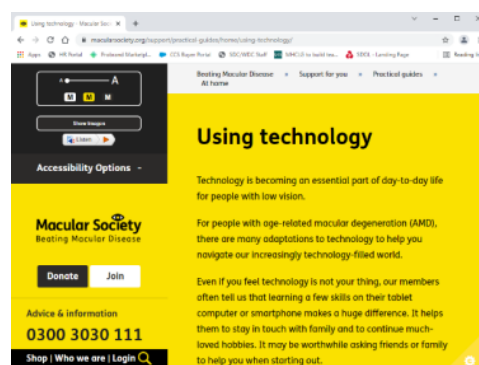 Using technology - Macular Soc
macularsociety.org/support/practical-guides/home/using-technology/
Apps
HR Portal
CCS Rape Portal
SDCL - Landing Page
Reading li
A A
M M M
Show Images
Listen
Accessibility Options -
Macular Society
Beating Macular Disease
Donate Join
Advice & information
0300 3030 111
Shop | Who we are | Login
Beating Macular Disease » Support for you » Practical guides »
At home
Using technology
Technology is becoming an essential part of day-to-day life
for people with low vision.
For people with age-related macular degeneration (AMD),
there are many adaptations to technology to help you
navigate our increasingly technology-filled world.
Even if you feel technology is not your thing, our members
often tell us that learning a few skills on their tablet
computer or smartphone makes a huge difference. It helps
them to stay in touch with family and to continue much-
loved hobbies. It may be worthwhile asking friends or family
to help you when starting out.